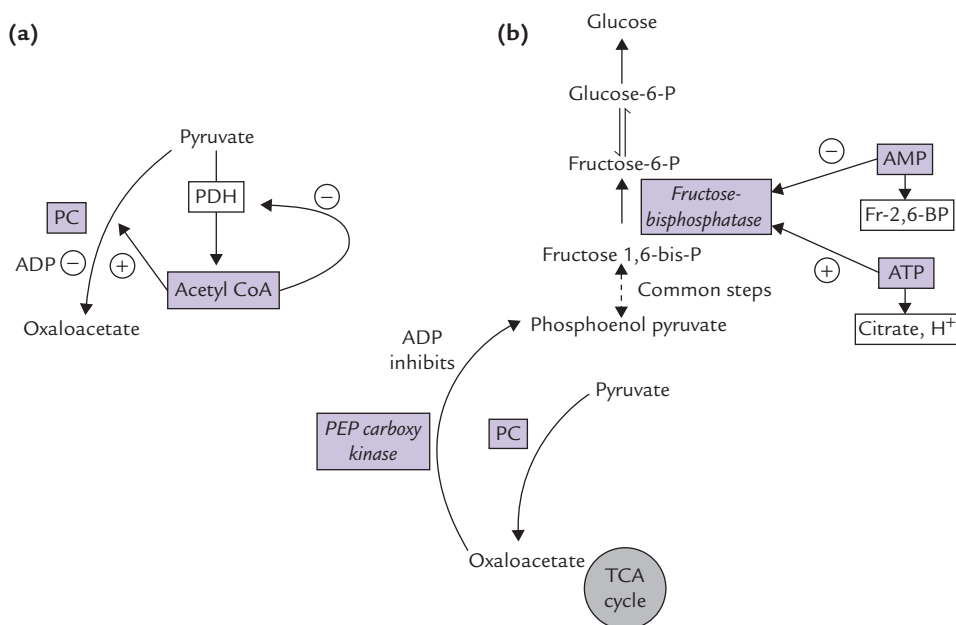 (a)
Pyruvate
PDH
PC
−
ADP −
+
Acetyl CoA
Oxaloacetate
(b)
Glucose
Glucose-6-P
Fructose-6-P
−
AMP
Fructose-
bisphosphatase
Fr-2,6-BP
Fructose 1,6-bis-P
+
ATP
Common steps
Citrate, H+
Phosphoenol pyruvate
ADP
inhibits
Pyruvate
PEP carboxy
kinase
PC
Oxaloacetate
TCA
cycle